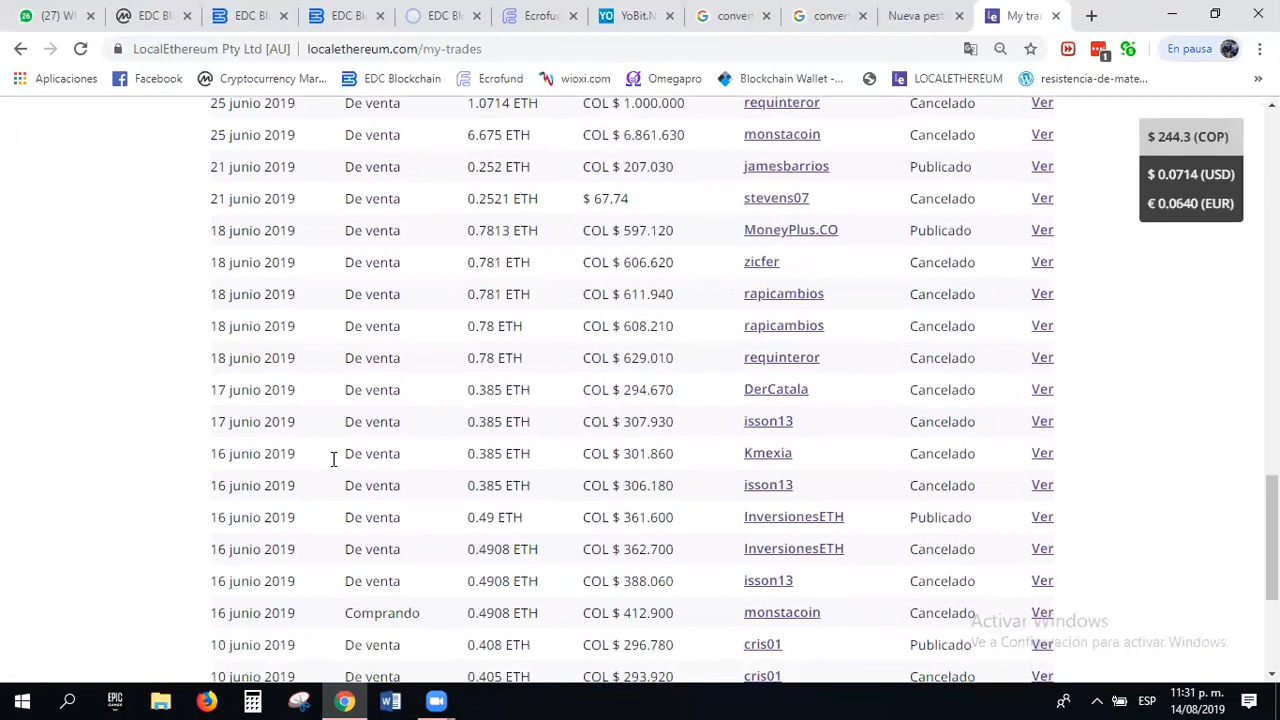 (27) W
EDC Bl
EDC Bl
EDC Bl
EDC Bl
Ecrofu
YoBit
conver
conver
Nueva pest
My tra
LocalEthereum Pty Ltd [AU] localethereum.com/my-trades
En pausa
1
Aplicaciones Facebook Cryptocurrency Mar... EDC Blockchain Ecrofund wioxi.com Omegapro Blockchain Wallet -... LOCALETHEREUM resistencia-de-mate... »
25 junio 2019 De venta 1.0714 ETH COL $ 1.000.000 requinteror Cancelado Ver
25 junio 2019 De venta 6.675 ETH COL $ 6.861.630 monstacoin Cancelado Ver
21 junio 2019 De venta 0.252 ETH COL $ 207.030 jamesbarrios Publicado Ver
21 junio 2019 De venta 0.2521 ETH $ 67.74 stevens07 Cancelado Ver
18 junio 2019 De venta 0.7813 ETH COL $ 597.120 MoneyPlus.CO Publicado Ver
18 junio 2019 De venta 0.781 ETH COL $ 606.620 zicfer Cancelado Ver
18 junio 2019 De venta 0.781 ETH COL $ 611.940 rapicambios Cancelado Ver
18 junio 2019 De venta 0.78 ETH COL $ 608.210 rapicambios Cancelado Ver
18 junio 2019 De venta 0.78 ETH COL $ 629.010 requinteror Cancelado Ver
17 junio 2019 De venta 0.385 ETH COL $ 294.670 DerCatala Cancelado Ver
17 junio 2019 De venta 0.385 ETH COL $ 307.930 isson13 Cancelado Ver
16 junio 2019 De venta 0.385 ETH COL $ 301.860 Kmexia Cancelado Ver
16 junio 2019 De venta 0.385 ETH COL $ 306.180 isson13 Cancelado Ver
16 junio 2019 De venta 0.49 ETH COL $ 361.600 InversionesETH Publicado Ver
16 junio 2019 De venta 0.4908 ETH COL $ 362.700 InversionesETH Cancelado Ver
16 junio 2019 De venta 0.4908 ETH COL $ 388.060 isson13 Cancelado Ver
16 junio 2019 Comprando 0.4908 ETH COL $ 412.900 monstacoin Cancelado Ver
10 junio 2019 De venta 0.408 ETH COL $ 296.780 cris01 Publicado Ver
10 junio 2019 De venta 0.405 ETH COL $ 293.920 cris01 Cancelado Ver
$ 244.3 (COP)
$ 0.0714 (USD)
€ 0.0640 (EUR)
Activar Windows
Ve a Configuración para activar Windows.
EPIC GAMES
ESP
11:31 p. m.
14/08/2019